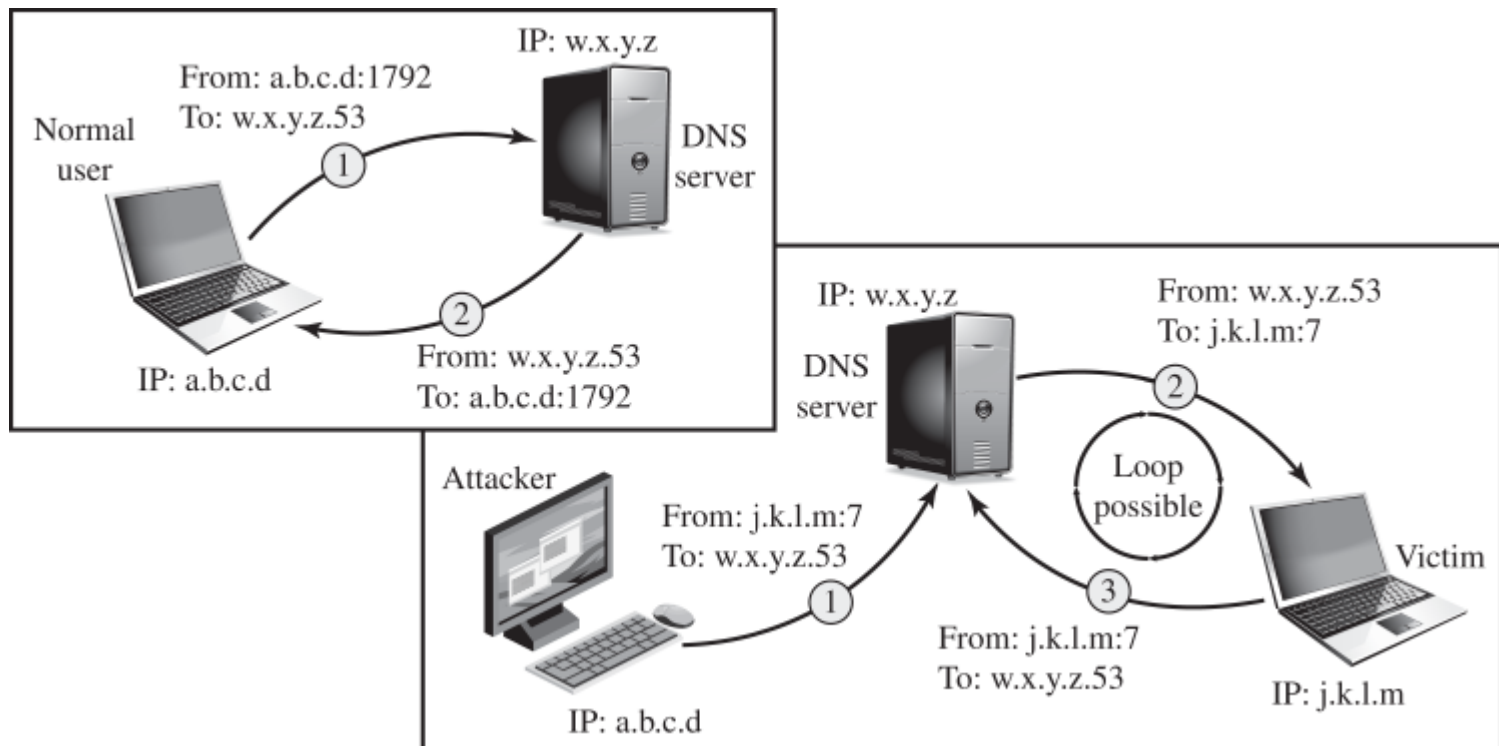 IP: w.x.y.z
From: a.b.c.d:1792
To: w.x.y.z.53
Normal
user
1
DNS
server
2
From: w.x.y.z.53
To: a.b.c.d:1792
IP: a.b.c.d
IP: w.x.y.z
From: w.x.y.z.53
To: j.k.l.m:7
DNS
server
2
Attacker
Loop
possible
From: j.k.l.m:7
To: w.x.y.z.53
1
Victim
3
From: j.k.l.m:7
To: w.x.y.z.53
IP: j.k.l.m
IP: a.b.c.d